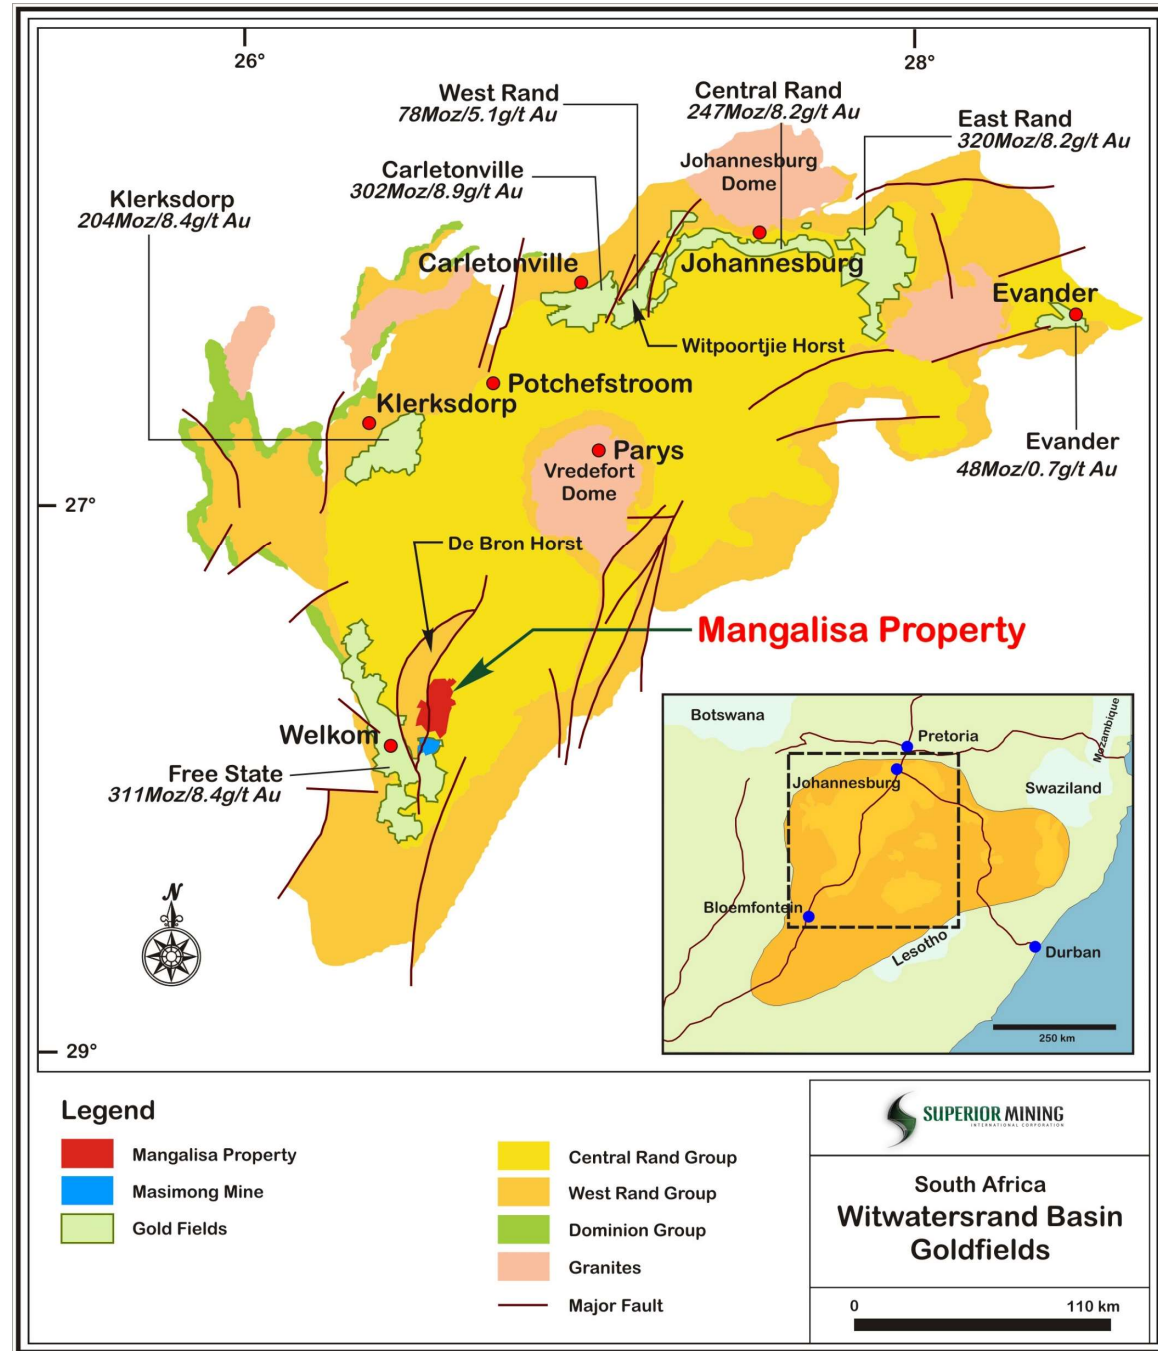 26°
28°
West Rand
78Moz/5.1g/t Au
Central Rand
247Moz/8.2g/t Au
East Rand
320Moz/8.2g/t Au
Carletonville
302Moz/8.9g/t Au
Johannesburg
Dome
Klerksdorp
204Moz/8.4g/t Au
Carletonville
Johannesburg
Evander
Witpoortjie Horst
Potchefstroom
Klerksdorp
Evander
48Moz/0.7g/t Au
Parys
Vredefort
Dome
27°
De Bron Horst
Mangalisa Property
Welkom
Free State
311Moz/8.4g/t Au
N
29°
Botswana
Mozambique
Pretoria
Johannesburg
Swaziland
Bloemfontein
Lesotho
Durban
250 km
Legend
Mangalisa Property
Masimong Mine
Gold Fields
Central Rand Group
West Rand Group
Dominion Group
Granites
Major Fault
SUPERIOR MINING
INTERNATIONAL CORPORATION
South Africa
Witwatersrand Basin
Goldfields
0 110 km